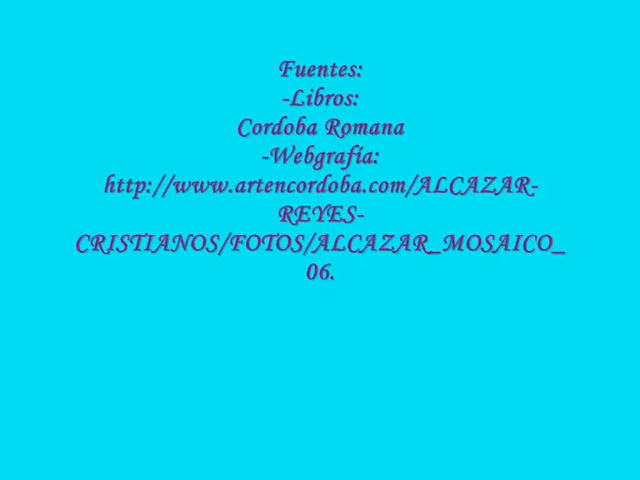 Fuentes:
-Libros:
Cordoba Romana
-Webgrafía:
http://www.artencordoba.com/ALCAZAR-
REYES-
CRISTIANOS/FOTOS/ALCAZAR_MOSAICO_
06.